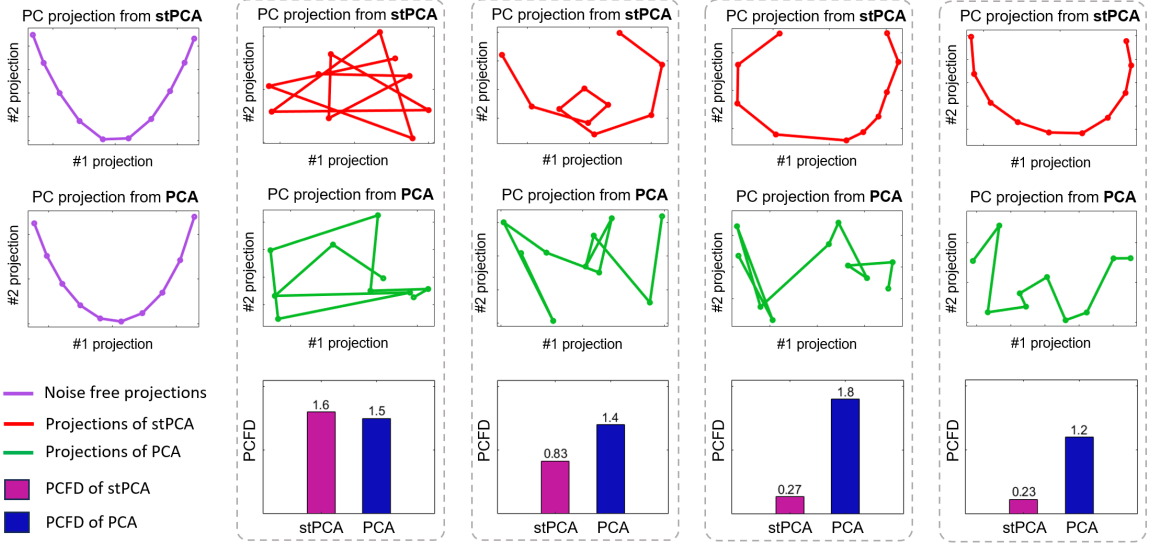 PC projection from stPCA
#2 projection
#1 projection
PC projection from stPCA
#2 projection
#1 projection
PC projection from stPCA
#2 projection
#1 projection
PC projection from stPCA
#2 projection
#1 projection
PC projection from stPCA
#2 projection
#1 projection
PC projection from PCA
#2 projection
#1 projection
PC projection from PCA
#2 projection
#1 projection
PC projection from PCA
#2 projection
#1 projection
PC projection from PCA
#2 projection
#1 projection
PC projection from PCA
#2 projection
#1 projection
Noise free projections
Projections of stPCA
Projections of PCA
PCFD of stPCA
PCFD of PCA
PCFD
1.6
1.5
stPCA PCA
PCFD
0.83
1.4
stPCA PCA
PCFD
0.27
1.8
stPCA PCA
PCFD
0.23
1.2
stPCA PCA